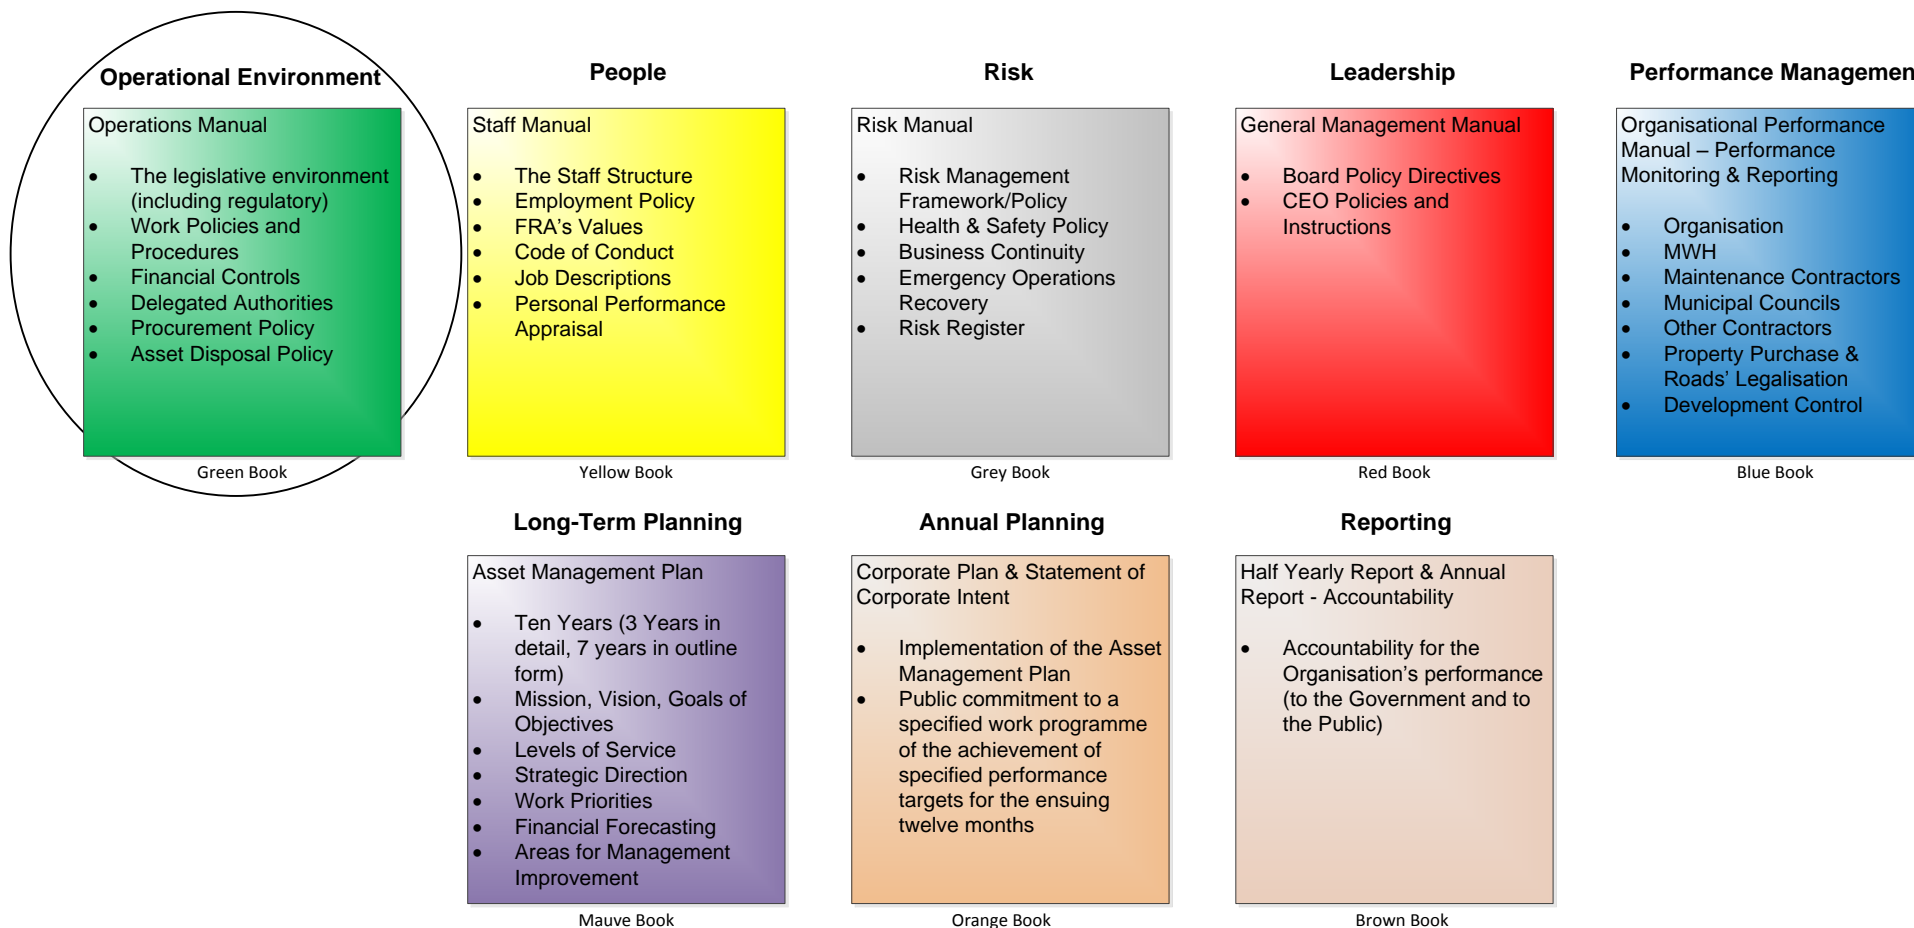 Operational Environment
Operations Manual
• The legislative environment
(including regulatory)
• Work Policies and
Procedures
• Financial Controls
• Delegated Authorities
• Procurement Policy
• Asset Disposal Policy
Green Book
People
Staff Manual
• The Staff Structure
• Employment Policy
• FRA's Values
• Code of Conduct
• Job Descriptions
• Personal Performance
Appraisal
Yellow Book
Risk
Risk Manual
• Risk Management
Framework/Policy
• Health & Safety Policy
• Business Continuity
• Emergency Operations
Recovery
• Risk Register
Grey Book
Leadership
General Management Manual
• Board Policy Directives
• CEO Policies and
Instructions
Red Book
Performance Managemen
Organisational Performance
Manual – Performance
Monitoring & Reporting
• Organisation
• MWH
• Maintenance Contractors
• Municipal Councils
• Other Contractors
• Property Purchase &
Roads' Legalisation
• Development Control
Blue Book
Long-Term Planning
Asset Management Plan
• Ten Years (3 Years in
detail, 7 years in outline
form)
• Mission, Vision, Goals of
Objectives
• Levels of Service
• Strategic Direction
• Work Priorities
• Financial Forecasting
• Areas for Management
Improvement
Mauve Book
Annual Planning
Corporate Plan & Statement of
Corporate Intent
• Implementation of the Asset
Management Plan
• Public commitment to a
specified work programme
of the achievement of
specified performance
targets for the ensuing
twelve months
Orange Book
Reporting
Half Yearly Report & Annual
Report - Accountability
• Accountability for the
Organisation's performance
(to the Government and to
the Public)
Brown Book